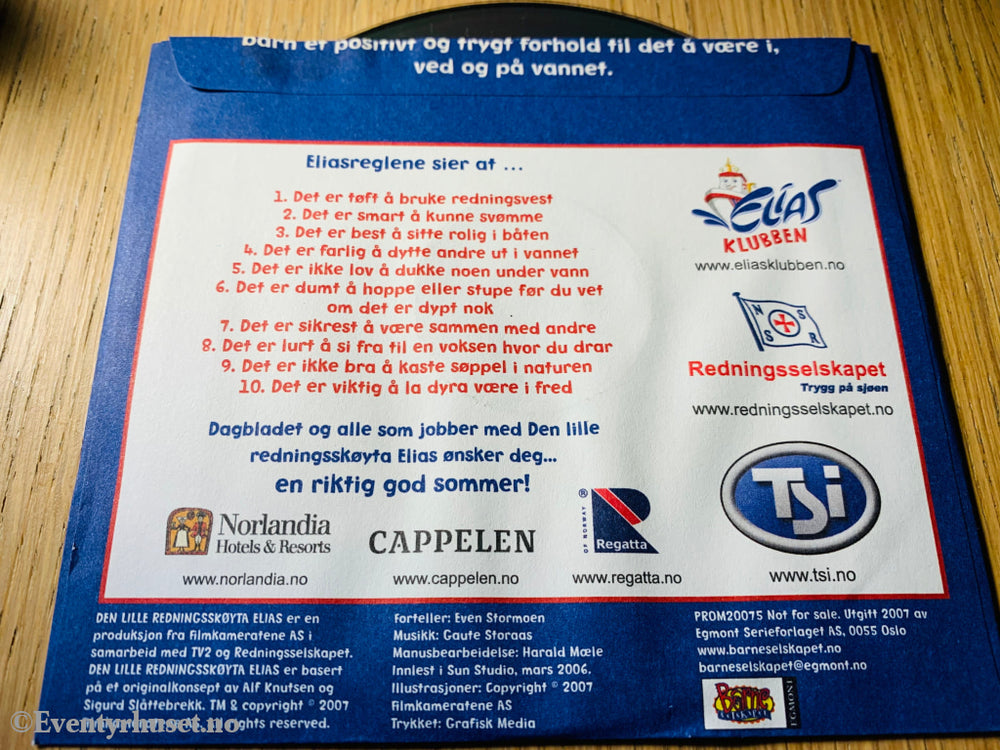 barn et positivt og trygt forhold til det å være i,
ved og på vannet.
Eliasreglene sier at ...
1. Det er tøft å bruke redningsvest
2. Det er smart å kunne svømme
3. Det er best å sitte rolig i båten
4. Det er farlig å dytte andre ut i vannet
5. Det er ikke lov å dukke noen under vann
6. Det er dumt å hoppe eller stupe før du vet
om det er dypt nok
7. Det er sikrest å være sammen med andre
8. Det er lurt å si fra til en voksen hvor du drar
9. Det er ikke bra å kaste søppel i naturen
10. Det er viktig å la dyra være i fred
Dagbladet og alle som jobber med Den lille
redningsskøyta Elias ønsker deg...
en riktig god sommer!
ELIAS
KLUBBEN
www.eliasklubben.no
N S
S R
Redningsselskapet
Trygg på sjøen
www.redningsselskapet.no
TSi
www.tsi.no
Norlandia
Hotels & Resorts
www.norlandia.no
CAPPELEN
www.cappelen.no
®
OF NORWAY
Regatta
www.regatta.no
DEN LILLE REDNINGSSKØYTA ELIAS er en
produksjon fra Filmkameratene AS i
samarbeid med TV2 og Redningsselskapet.
DEN LILLE REDNINGSSKØYTA ELIAS er basert
på et originalkonsept av Alf Knutsen og
Sigurd Slåttebrekk. TM & copyright © 2007
rights reserved.
Forteller: Even Stormoen
Musikk: Gaute Storaas
Manusbearbeidelse: Harald Mæle
Innlest i Sun Studio, mars 2006.
Illustrasjoner: Copyright © 2007
Filmkameratene AS
Trykket: Grafisk Media
PROM20075 Not for sale. Utgitt 2007 av
Egmont Serieforlaget AS, 0055 Oslo
www.barneselskapet.no
barneselskapet@egmont.no
Barne
selskapet
EGMONT
©Eventyrhuset.no